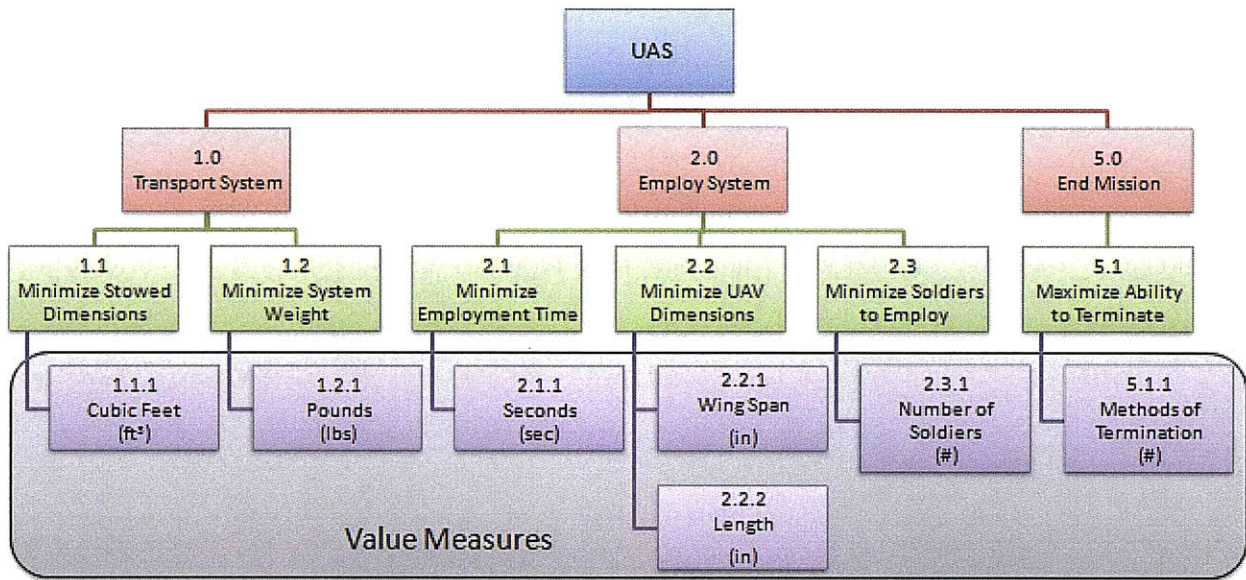 UAS
1.0
Transport System
2.0
Employ System
5.0
End Mission
1.1
Minimize Stowed
Dimensions
1.2
Minimize System
Weight
2.1
Minimize
Employment Time
2.2
Minimize UAV
Dimensions
2.3
Minimize Soldiers
to Employ
5.1
Maximize Ability
to Terminate
1.1.1
Cubic Feet
(ft³)
1.2.1
Pounds
(lbs)
2.1.1
Seconds
(sec)
2.2.1
Wing Span
(in)
2.3.1
Number of
Soldiers
(#)
5.1.1
Methods of
Termination
(#)
2.2.2
Length
(in)
Value Measures